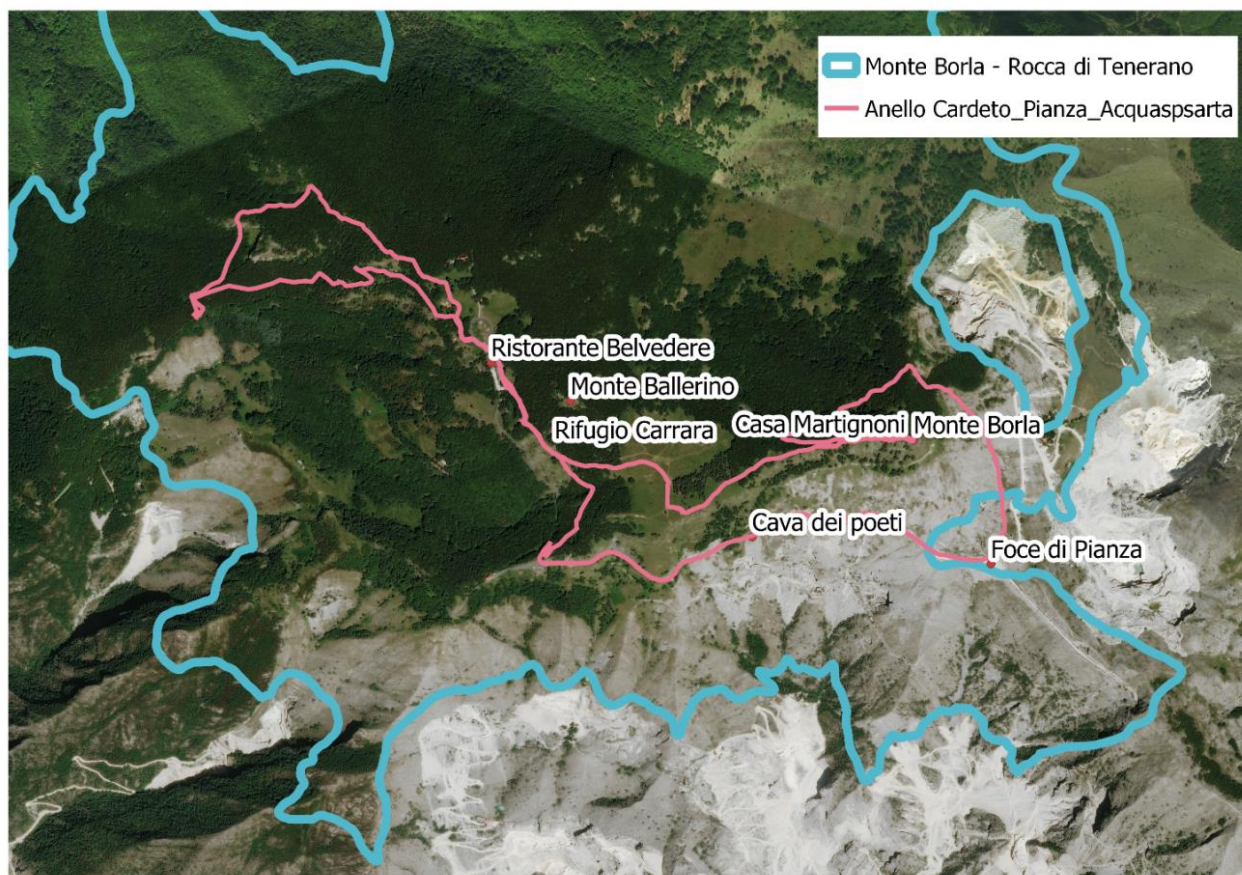 Monte Borla - Rocca di Tenerano
Anello Cardeto_Pianza_Acquaspsarta
Ristorante Belvedere
Monte Ballerino
Rifugio Carrara
Casa Martignoni
Monte Borla
Cava dei poeti
Foce di Pianza